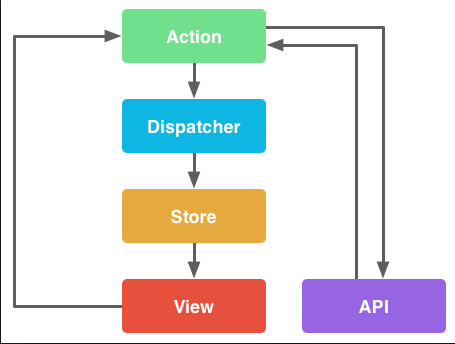 Action
Dispatcher
Store
View
API